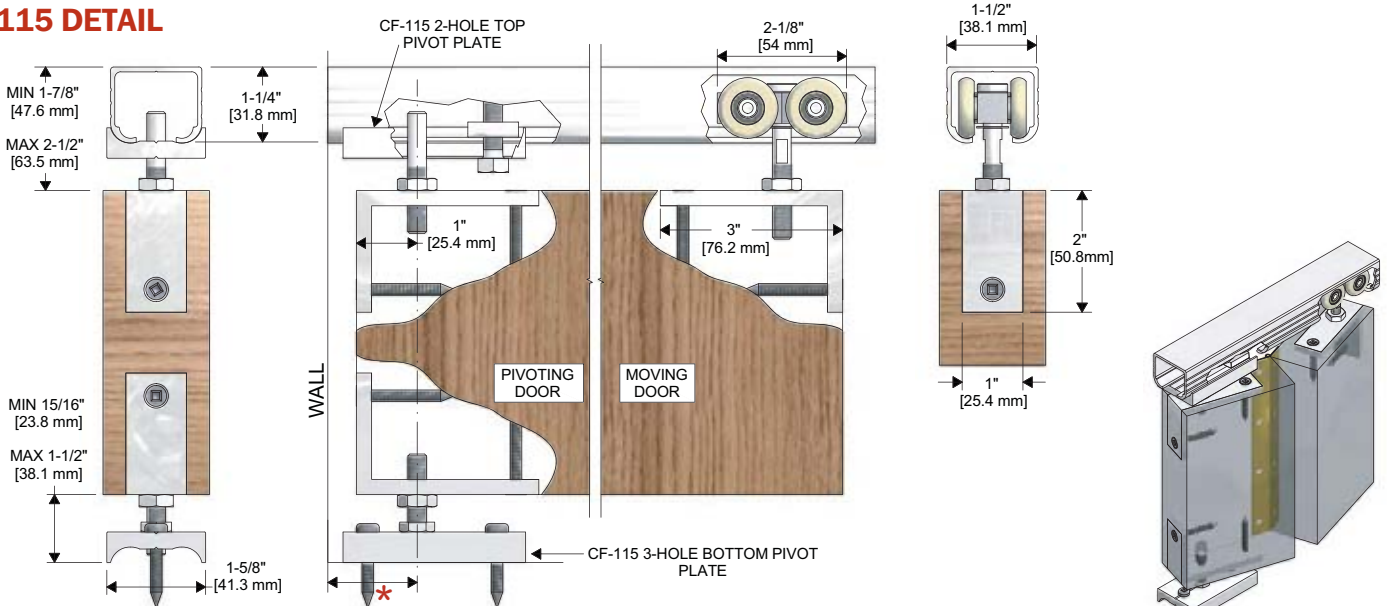 115 DETAIL
CF-115 2-HOLE TOP
PIVOT PLATE
2-1/8"
[54 mm]
1-1/2"
[38.1 mm]
MIN 1-7/8"
[47.6 mm]
MAX 2-1/2"
[63.5 mm]
1-1/4"
[31.8 mm]
1"
[25.4 mm]
3"
[76.2 mm]
2"
[50.8mm]
WALL
PIVOTING
DOOR
MOVING
DOOR
1"
[25.4 mm]
MIN 15/16"
[23.8 mm]
MAX 1-1/2"
[38.1 mm]
1-5/8"
[41.3 mm]
*
CF-115 3-HOLE BOTTOM PIVOT
PLATE